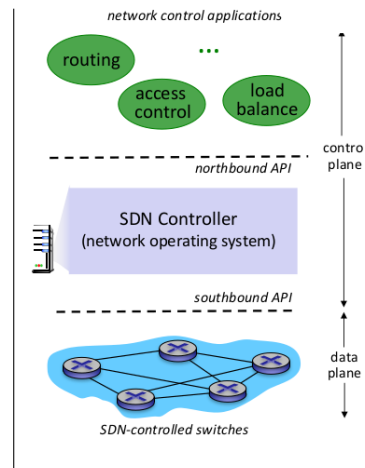 network control applications
...
routing
access
control
load
balance
contro
plane
northbound API
SDN Controller
(network operating system)
southbound API
data
plane
SDN-controlled switches